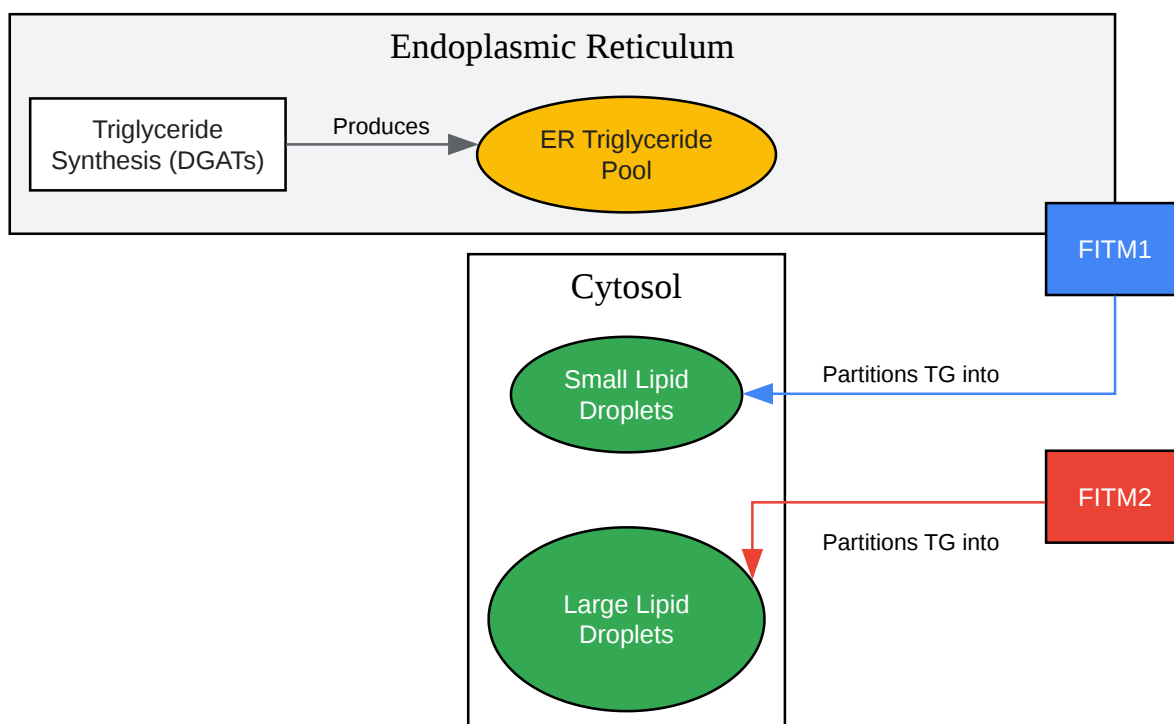 Endoplasmic Reticulum
Triglyceride
Synthesis (DGATs)
Produces
ER Triglyceride
Pool
FITM1
Cytosol
Small Lipid
Droplets
Partitions TG into
FITM2
Partitions TG into
Large Lipid
Droplets